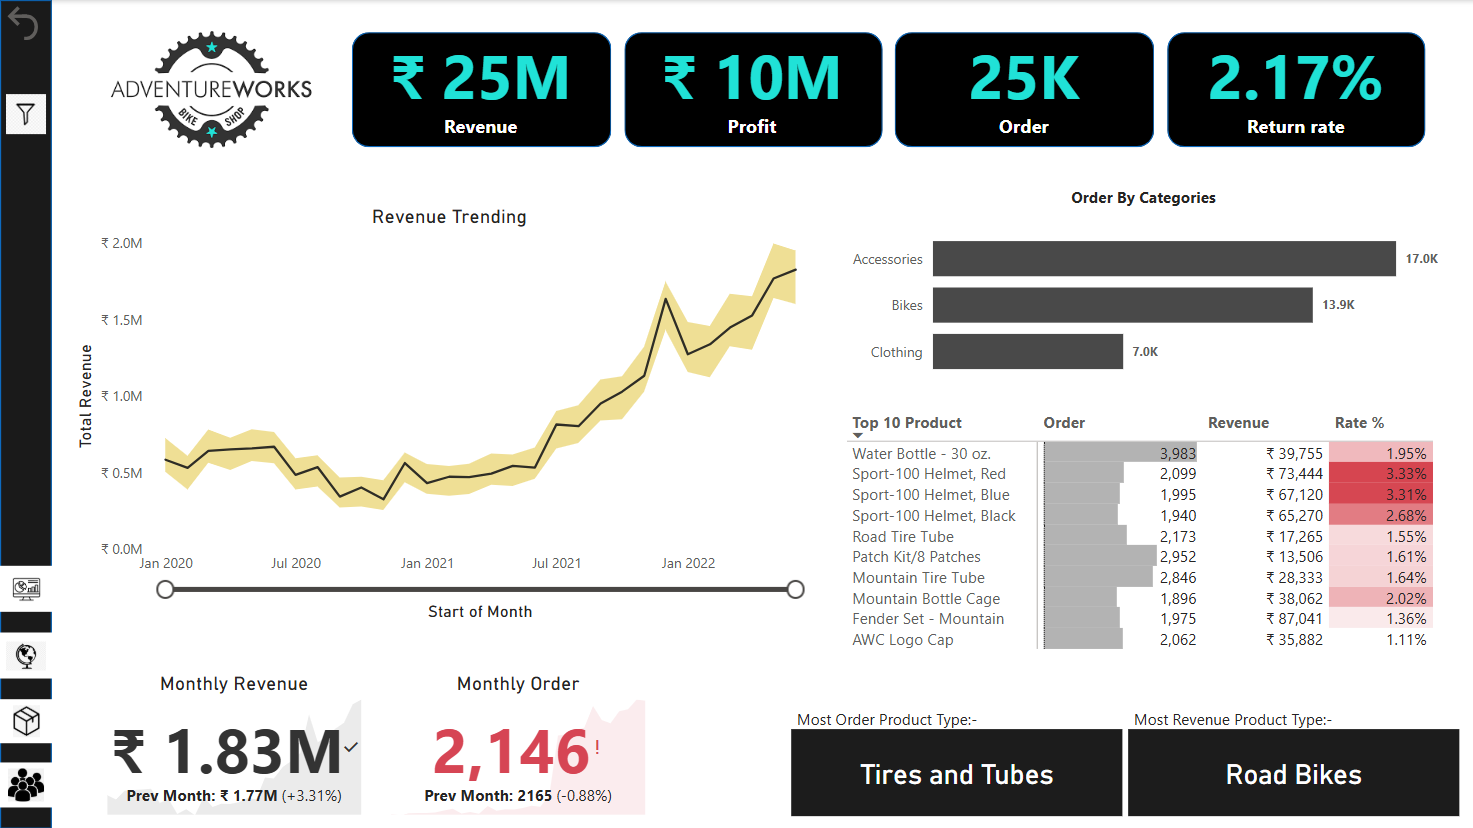 ADVENTUREWORKS
BIKE SHOP
₹ 25M
Revenue
₹ 10M
Profit
25K
Order
2.17%
Return rate
Revenue Trending
Total Revenue
₹ 2.0M
₹ 1.5M
₹ 1.0M
₹ 0.5M
₹ 0.0M
Jan 2020 Jul 2020 Jan 2021 Jul 2021 Jan 2022
Start of Month
Order By Categories
Accessories 17.0K
Bikes 13.9K
Clothing 7.0K
Top 10 Product Order Revenue Rate %
Water Bottle - 30 oz. 3,983 ₹ 39,755 1.95%
Sport-100 Helmet, Red 2,099 ₹ 73,444 3.33%
Sport-100 Helmet, Blue 1,995 ₹ 67,120 3.31%
Sport-100 Helmet, Black 1,940 ₹ 65,270 2.68%
Road Tire Tube 2,173 ₹ 17,265 1.55%
Patch Kit/8 Patches 2,952 ₹ 13,506 1.61%
Mountain Tire Tube 2,846 ₹ 28,333 1.64%
Mountain Bottle Cage 1,896 ₹ 38,062 2.02%
Fender Set - Mountain 1,975 ₹ 87,041 1.36%
AWC Logo Cap 2,062 ₹ 35,882 1.11%
Monthly Revenue
₹ 1.83M
Prev Month: ₹ 1.77M (+3.31%)
Monthly Order
2,146!
Prev Month: 2165 (-0.88%)
Most Order Product Type:-
Tires and Tubes
Most Revenue Product Type:-
Road Bikes